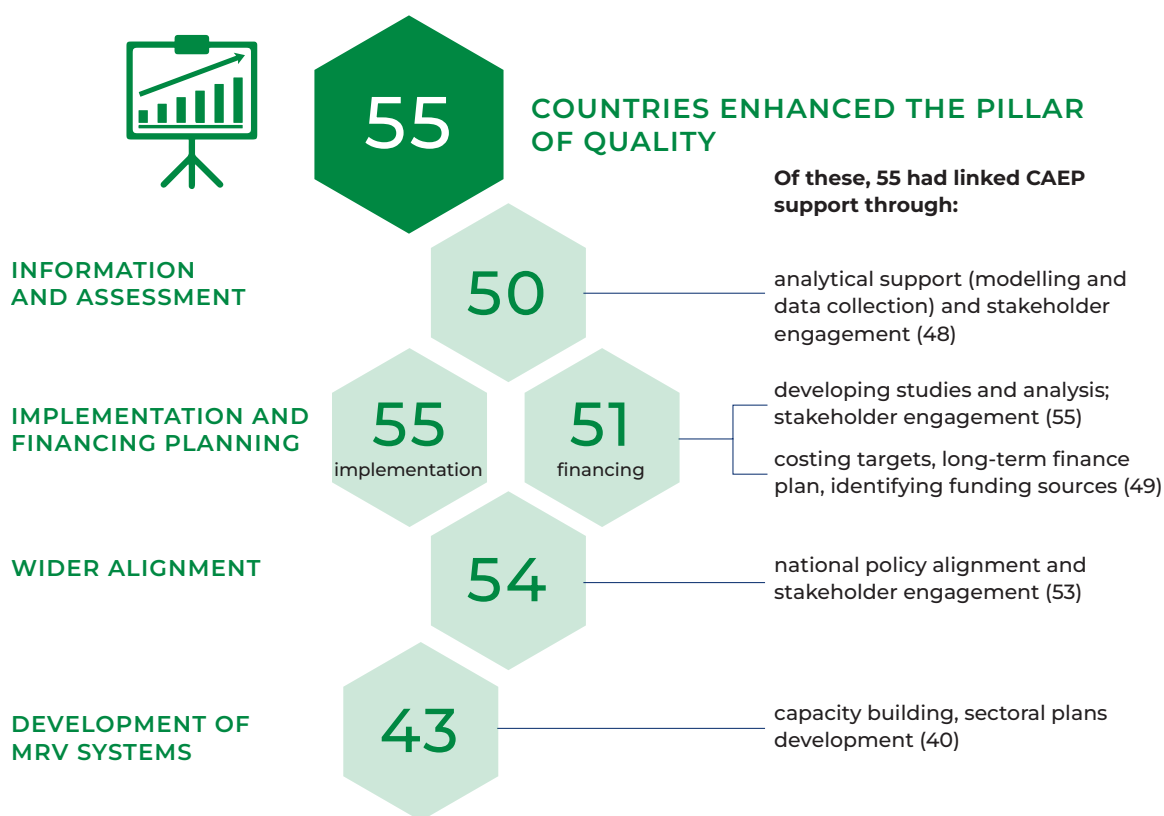 55
COUNTRIES ENHANCED THE PILLAR
OF QUALITY
Of these, 55 had linked CAEP
support through:
INFORMATION
AND ASSESSMENT
50
analytical support (modelling and
data collection) and stakeholder
engagement (48)
IMPLEMENTATION AND
FINANCING PLANNING
55
implementation
51
financing
developing studies and analysis;
stakeholder engagement (55)
costing targets, long-term finance
plan, identifying funding sources (49)
WIDER ALIGNMENT
54
national policy alignment and
stakeholder engagement (53)
DEVELOPMENT OF
MRV SYSTEMS
43
capacity building, sectoral plans
development (40)